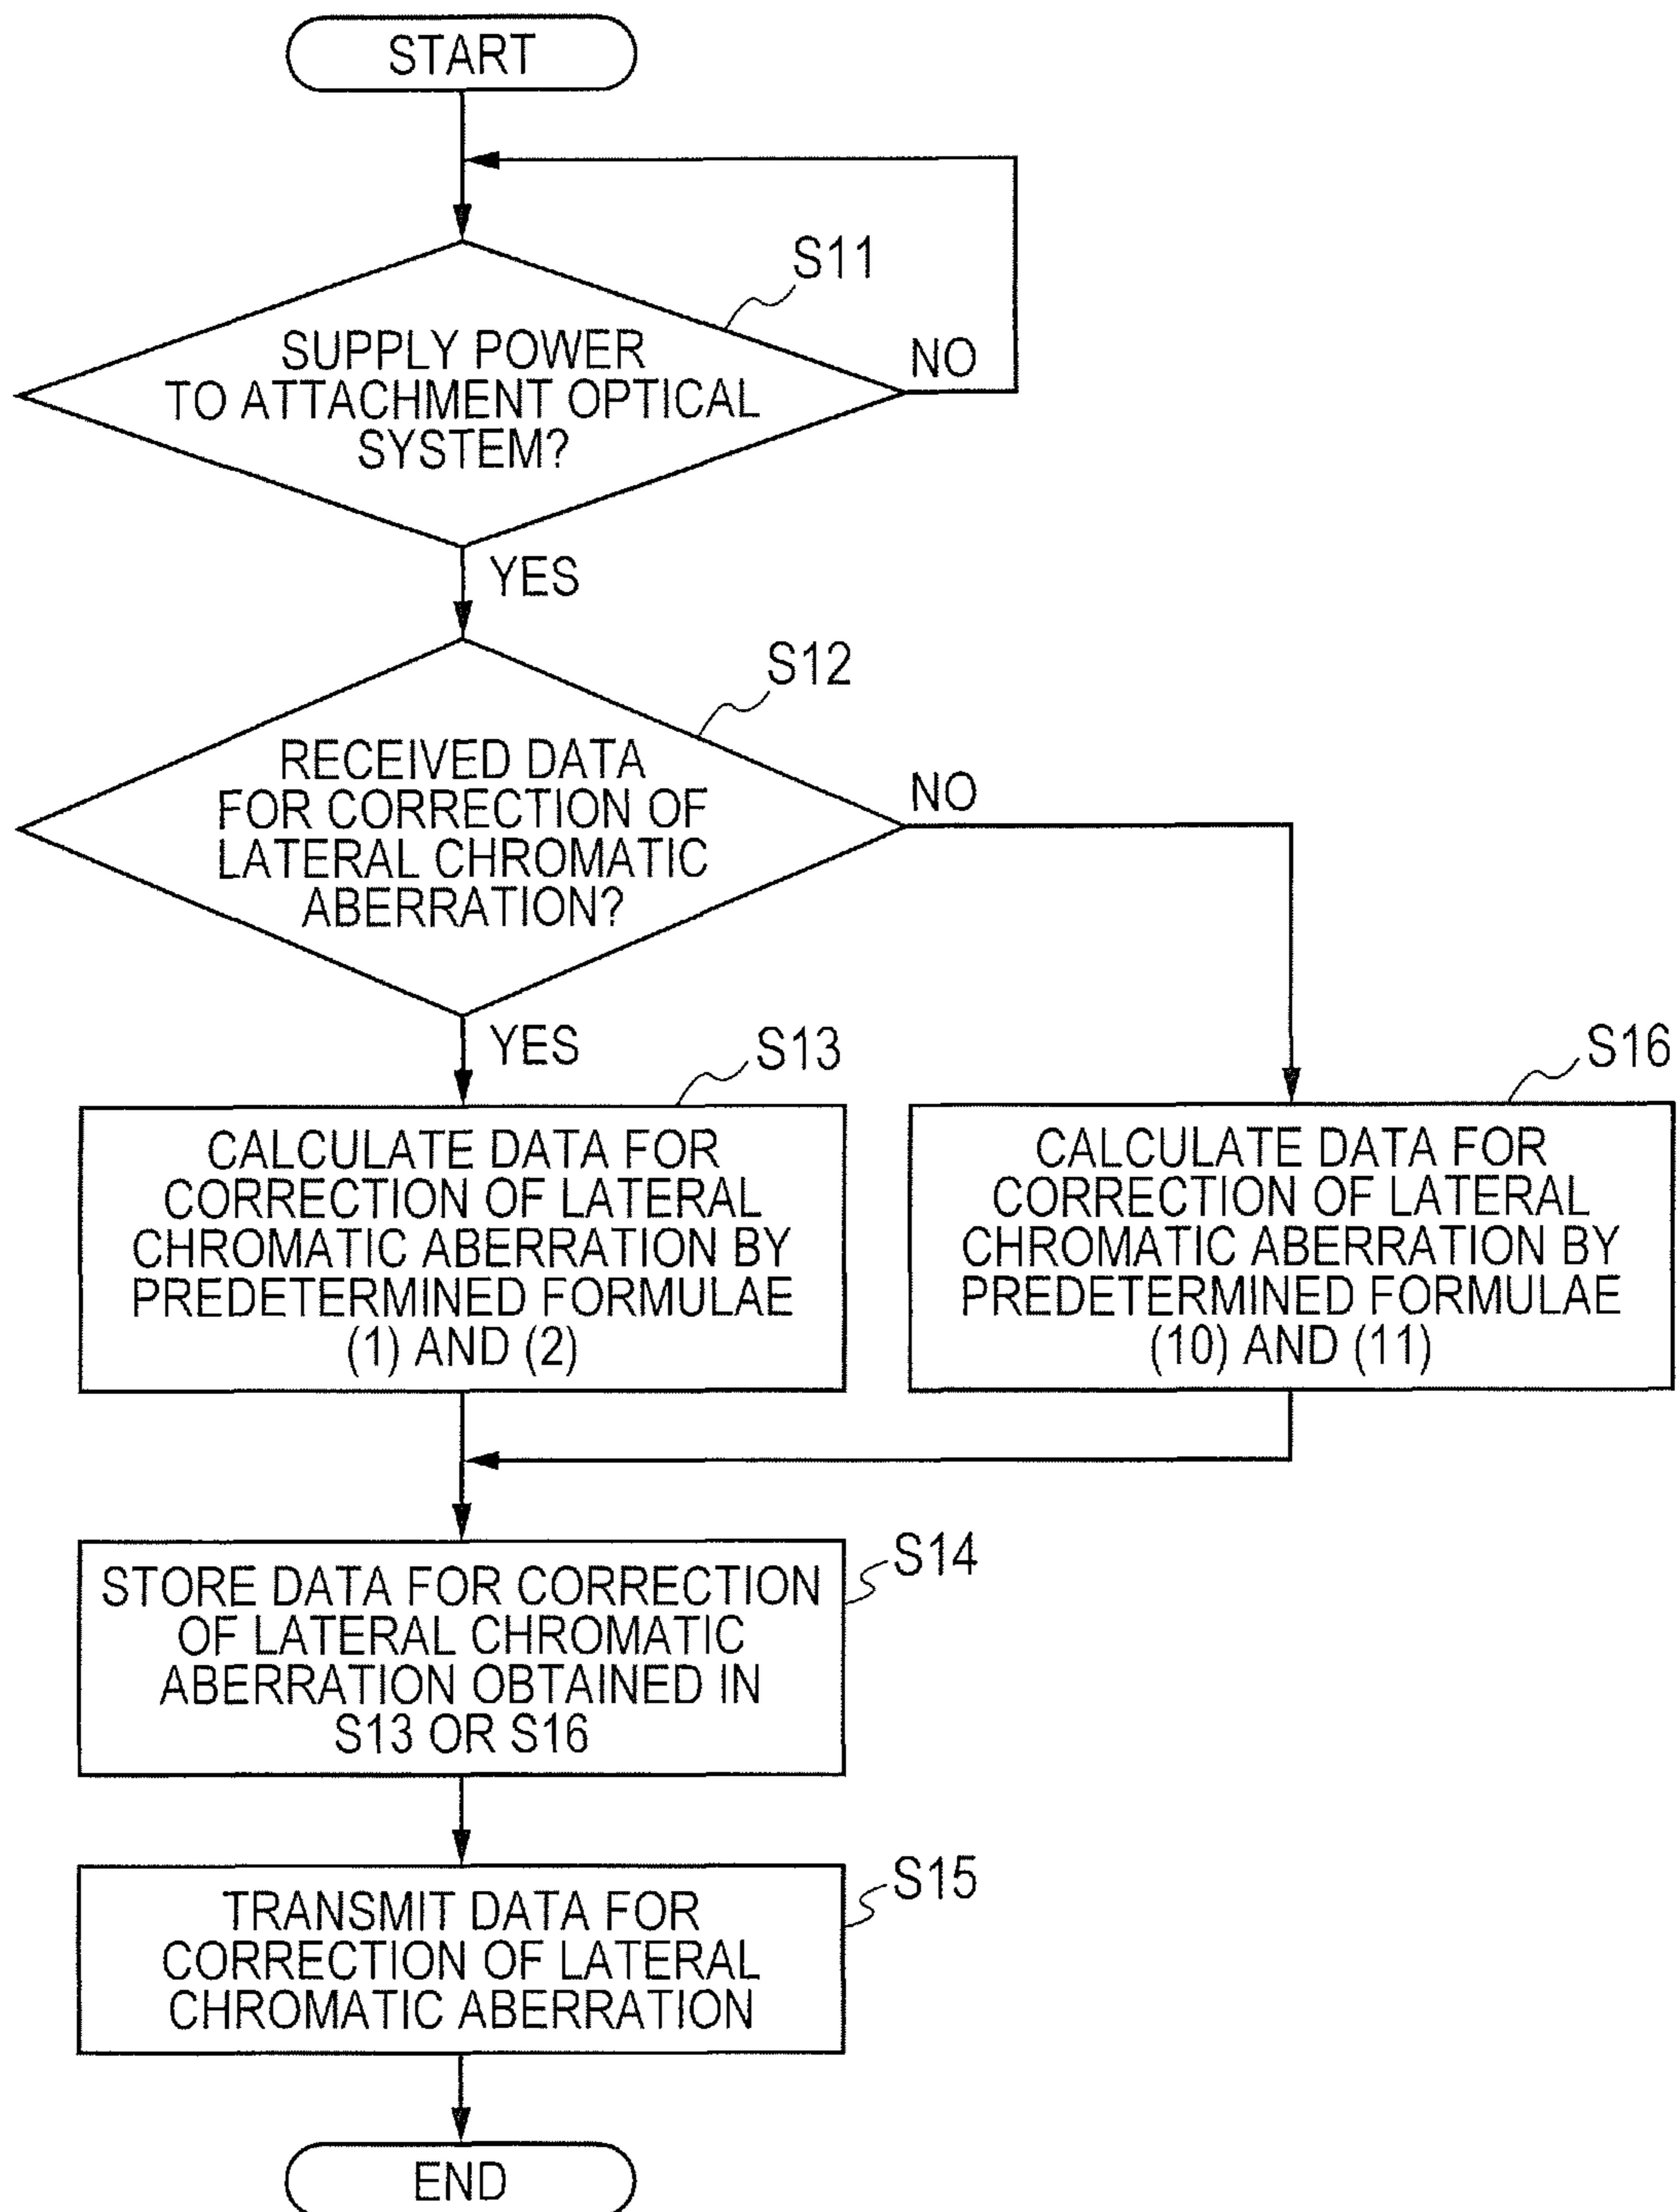 START
S11
SUPPLY POWER
TO ATTACHMENT OPTICAL
SYSTEM?
NO
YES
S12
RECEIVED DATA
FOR CORRECTION OF
LATERAL CHROMATIC
ABERRATION?
NO
YES
S13
CALCULATE DATA FOR
CORRECTION OF LATERAL
CHROMATIC ABERRATION BY
PREDETERMINED FORMULAE
(1) AND (2)
S16
CALCULATE DATA FOR
CORRECTION OF LATERAL
CHROMATIC ABERRATION BY
PREDETERMINED FORMULAE
(10) AND (11)
S14
STORE DATA FOR CORRECTION
OF LATERAL CHROMATIC
ABERRATION OBTAINED IN
S13 OR S16
S15
TRANSMIT DATA FOR
CORRECTION OF LATERAL
CHROMATIC ABERRATION
END